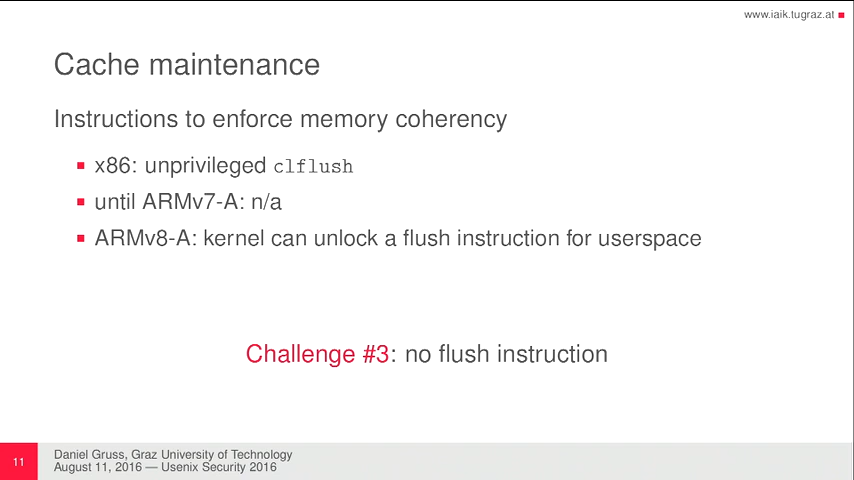 www.iaik.tugraz.at
Cache maintenance
Instructions to enforce memory coherency
x86: unprivileged clflush
until ARMv7-A: n/a
ARMv8-A: kernel can unlock a flush instruction for userspace
Challenge #3: no flush instruction
11
Daniel Gruss, Graz University of Technology
August 11, 2016 — Usenix Security 2016